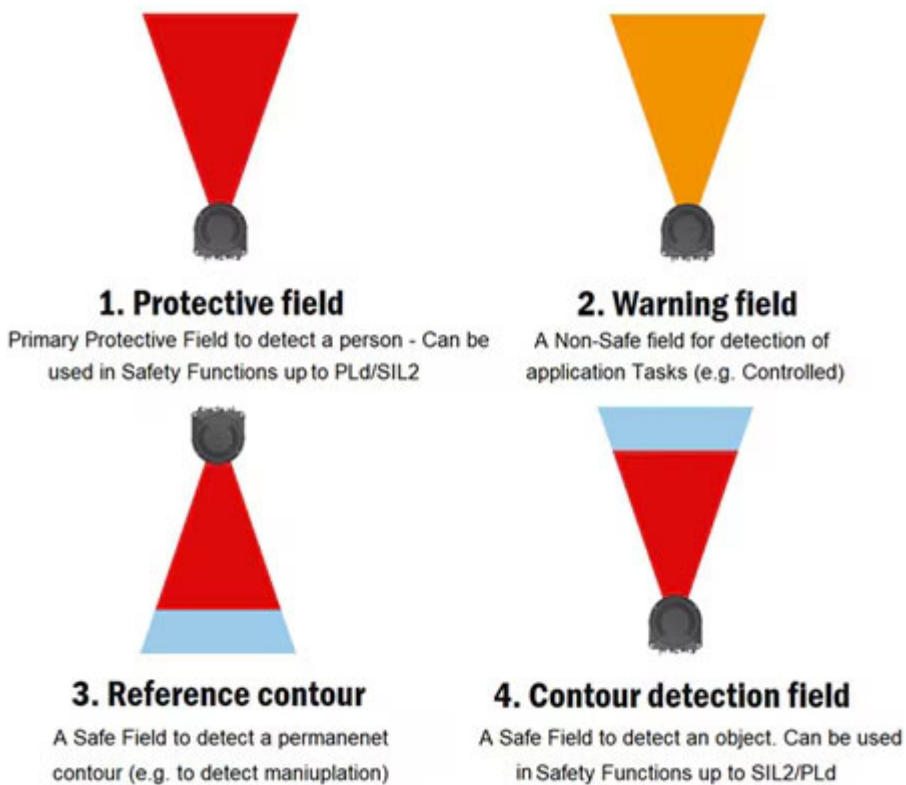 1. Protective field
Primary Protective Field to detect a person - Can be
used in Safety Functions up to PLd/SIL2
2. Warning field
A Non-Safe field for detection of
application Tasks (e.g. Controlled)
3. Reference contour
A Safe Field to detect a permanenet
contour (e.g. to detect maniuplation)
4. Contour detection field
A Safe Field to detect an object. Can be used
in Safety Functions up to SIL2/PLd